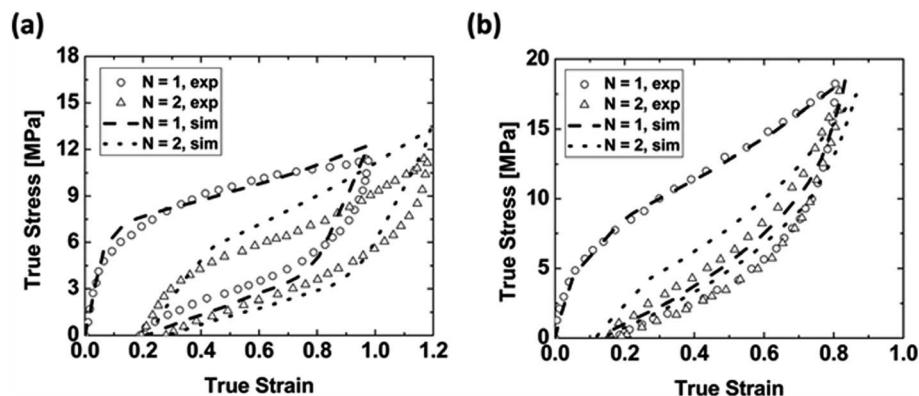 (a)
18
15
12
9
6
3
0
True Stress [MPa]
N = 1, exp
N = 2, exp
N = 1, sim
N = 2, sim
0.0 0.2 0.4 0.6 0.8 1.0 1.2
True Strain
(b)
20
15
10
5
0
True Stress [MPa]
N = 1, exp
N = 2, exp
N = 1, sim
N = 2, sim
0.0 0.2 0.4 0.6 0.8 1.0
True Strain